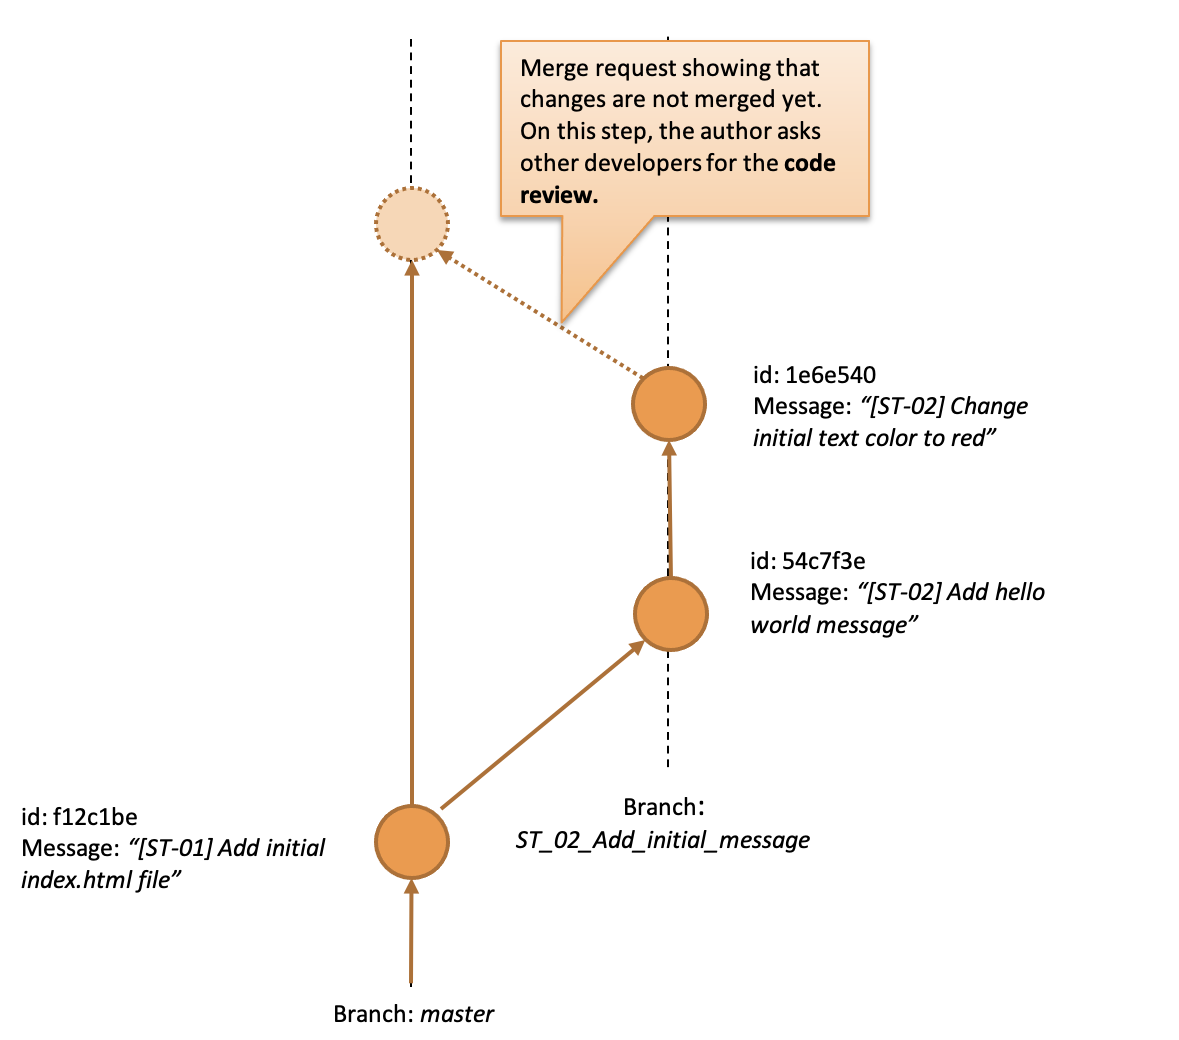 Merge request showing that
changes are not merged yet.
On this step, the author asks
other developers for the code
review.
id: 1e6e540
Message: “[ST-02] Change
initial text color to red”
id: 54c7f3e
Message: “[ST-02] Add hello
world message”
Branch:
ST_02_Add_initial_message
id: f12c1be
Message: “[ST-01] Add initial
index.html file”
Branch: master